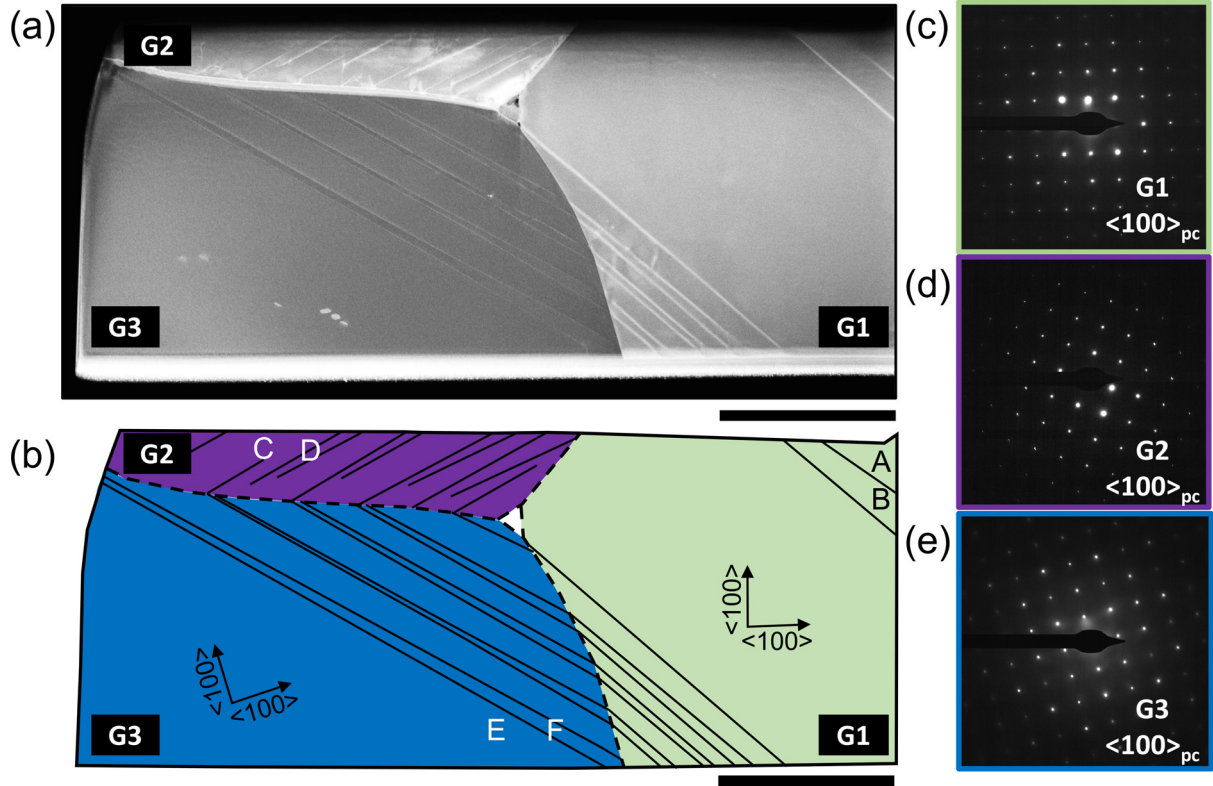 (a)
G2
G3
G1
(b)
G2
C
D
A
B
<100>
<100>
<100>
<100>
E
F
G3
G1
(c)
G1
<100>pc
(d)
G2
<100>pc
(e)
G3
<100>pc